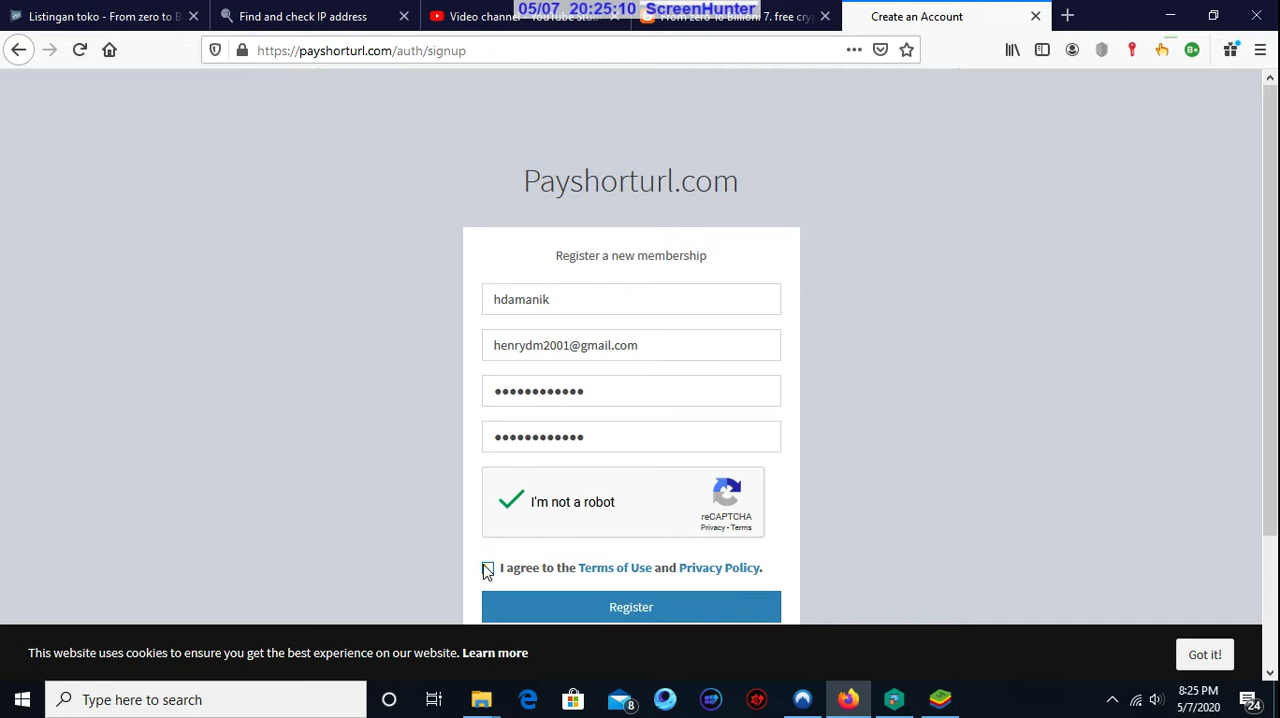 05/07 20:25:10 ScreenHunter
Listingan toko - From zero to B
Find and check IP address
Video channel - YouTube Stud
From zero To Billion: 7. free cry
Create an Account
https://payshorturl.com/auth/signup
Payshorturl.com
Register a new membership
hdamanik
henrydm2001@gmail.com
I'm not a robot
reCAPTCHA
Privacy - Terms
I agree to the Terms of Use and Privacy Policy.
Register
This website uses cookies to ensure you get the best experience on our website. Learn more
Got it!
Type here to search
8
8:25 PM
5/7/2020
24